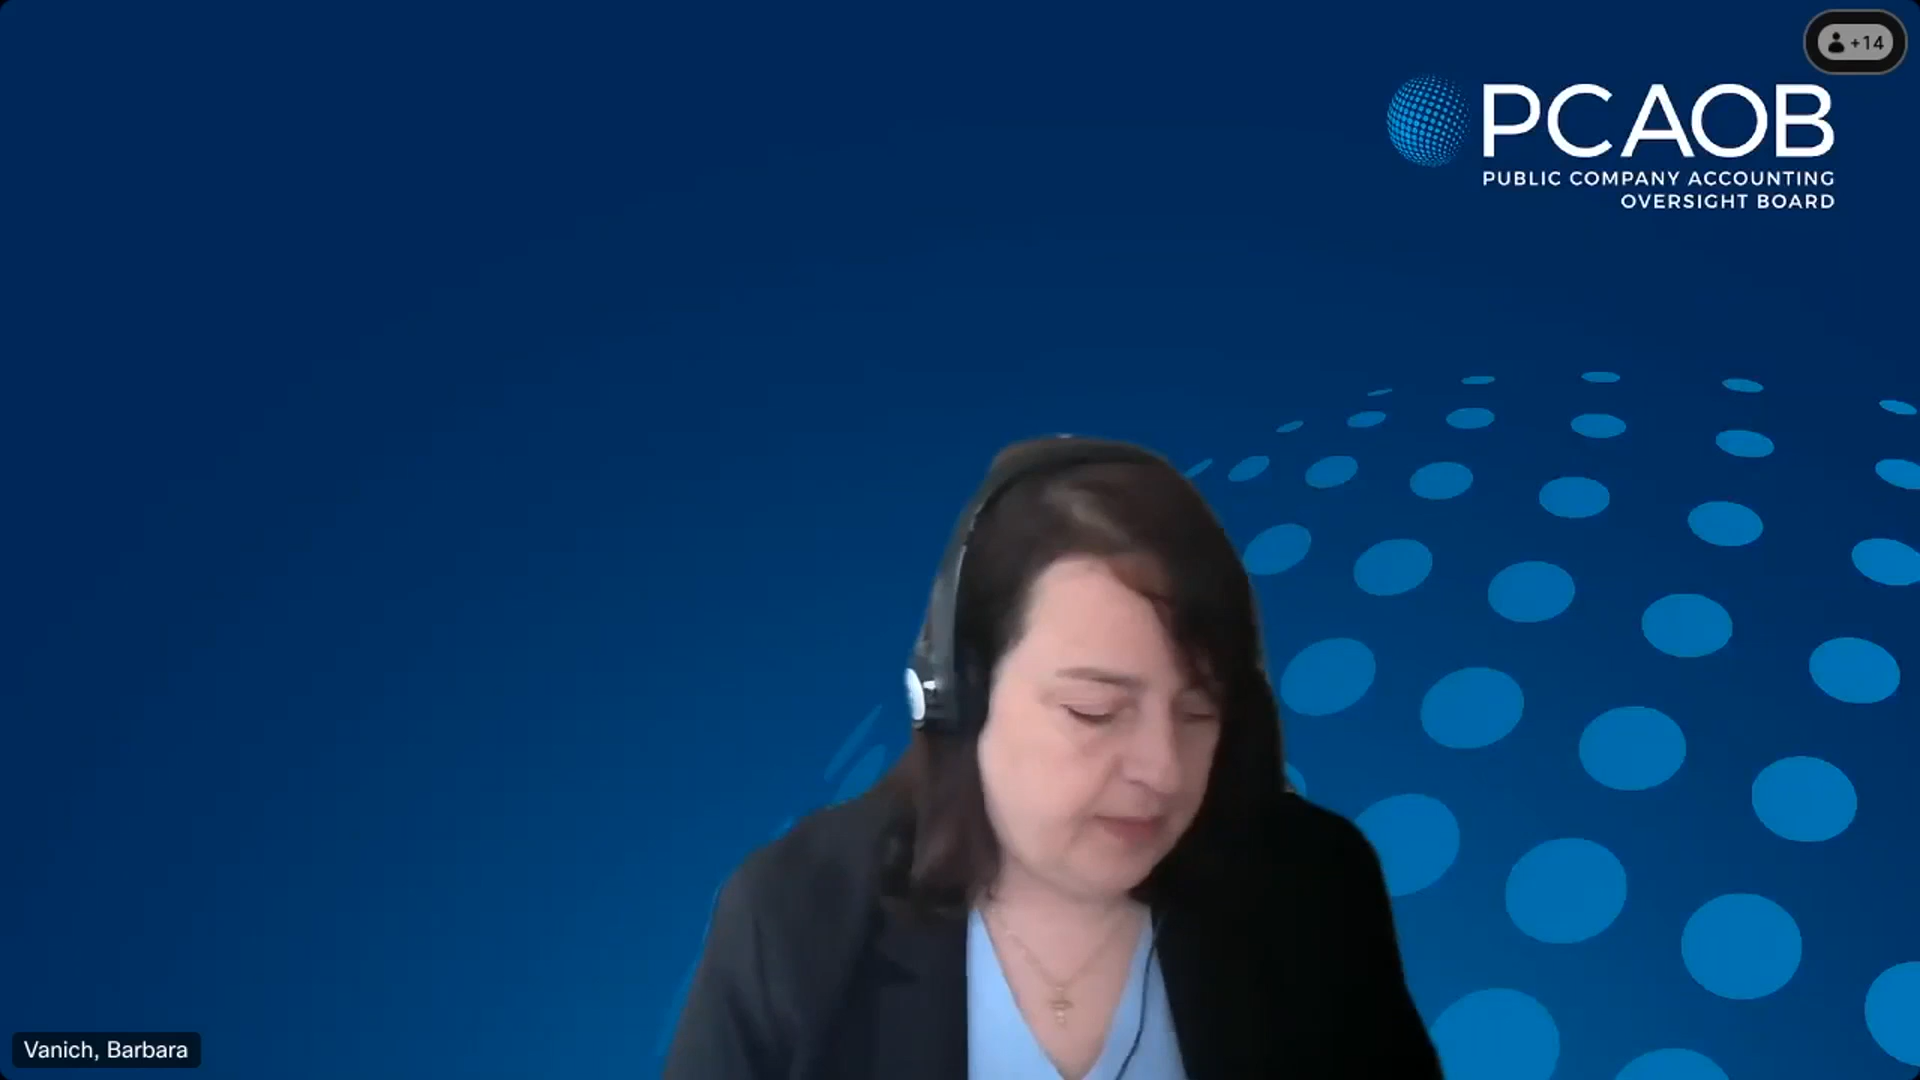 +14
PCAOB
PUBLIC COMPANY ACCOUNTING
OVERSIGHT BOARD
Vanich, Barbara